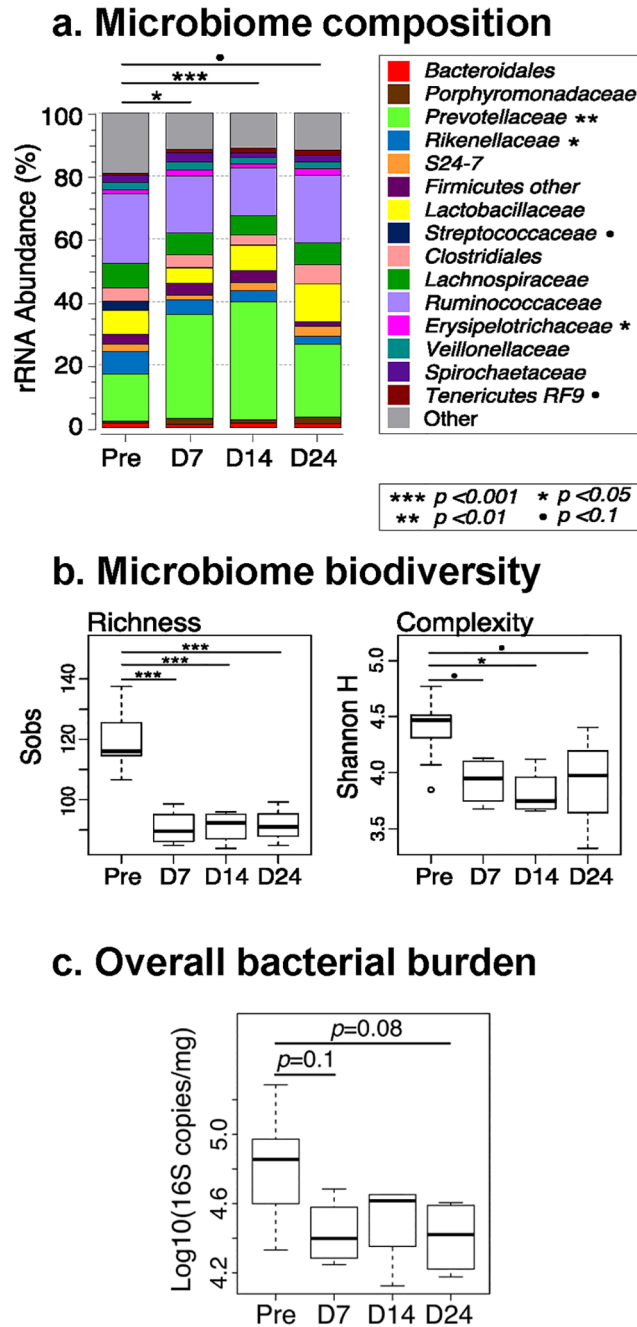 a. Microbiome composition
•
***
*
rRNA Abundance (%)
100
80
60
40
20
0
Pre D7 D14 D24
Bacteroidales
Porphyromonadaceae
Prevotellaceae **
Rikenellaceae *
S24-7
Firmicutes other
Lactobacillaceae
Streptococcaceae •
Clostridiales
Lachnospiraceae
Ruminococcaceae
Erysipelotrichaceae *
Veillonellaceae
Spirochaetaceae
Tenericutes RF9 •
Other
*** p <0.001 * p <0.05
** p <0.01 • p <0.1
b. Microbiome biodiversity
Richness
***
***
***
Sobs
140
120
100
Pre D7 D14 D24
Complexity
•
*
•
Shannon H
5.0
4.5
4.0
3.5
Pre D7 D14 D24
c. Overall bacterial burden
p=0.08
p=0.1
Log10(16S copies/mg)
5.0
4.6
4.2
Pre D7 D14 D24